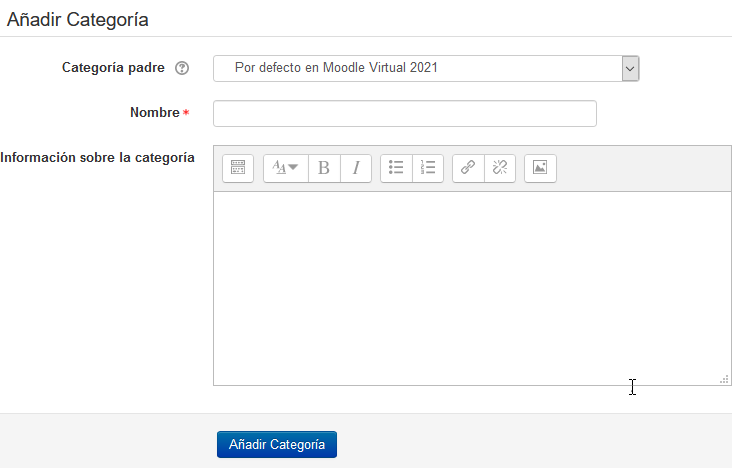 Añadir Categoría
Categoría padre ? Por defecto en Moodle Virtual 2021
Nombre *
Información sobre la categoría
B I
Añadir Categoría